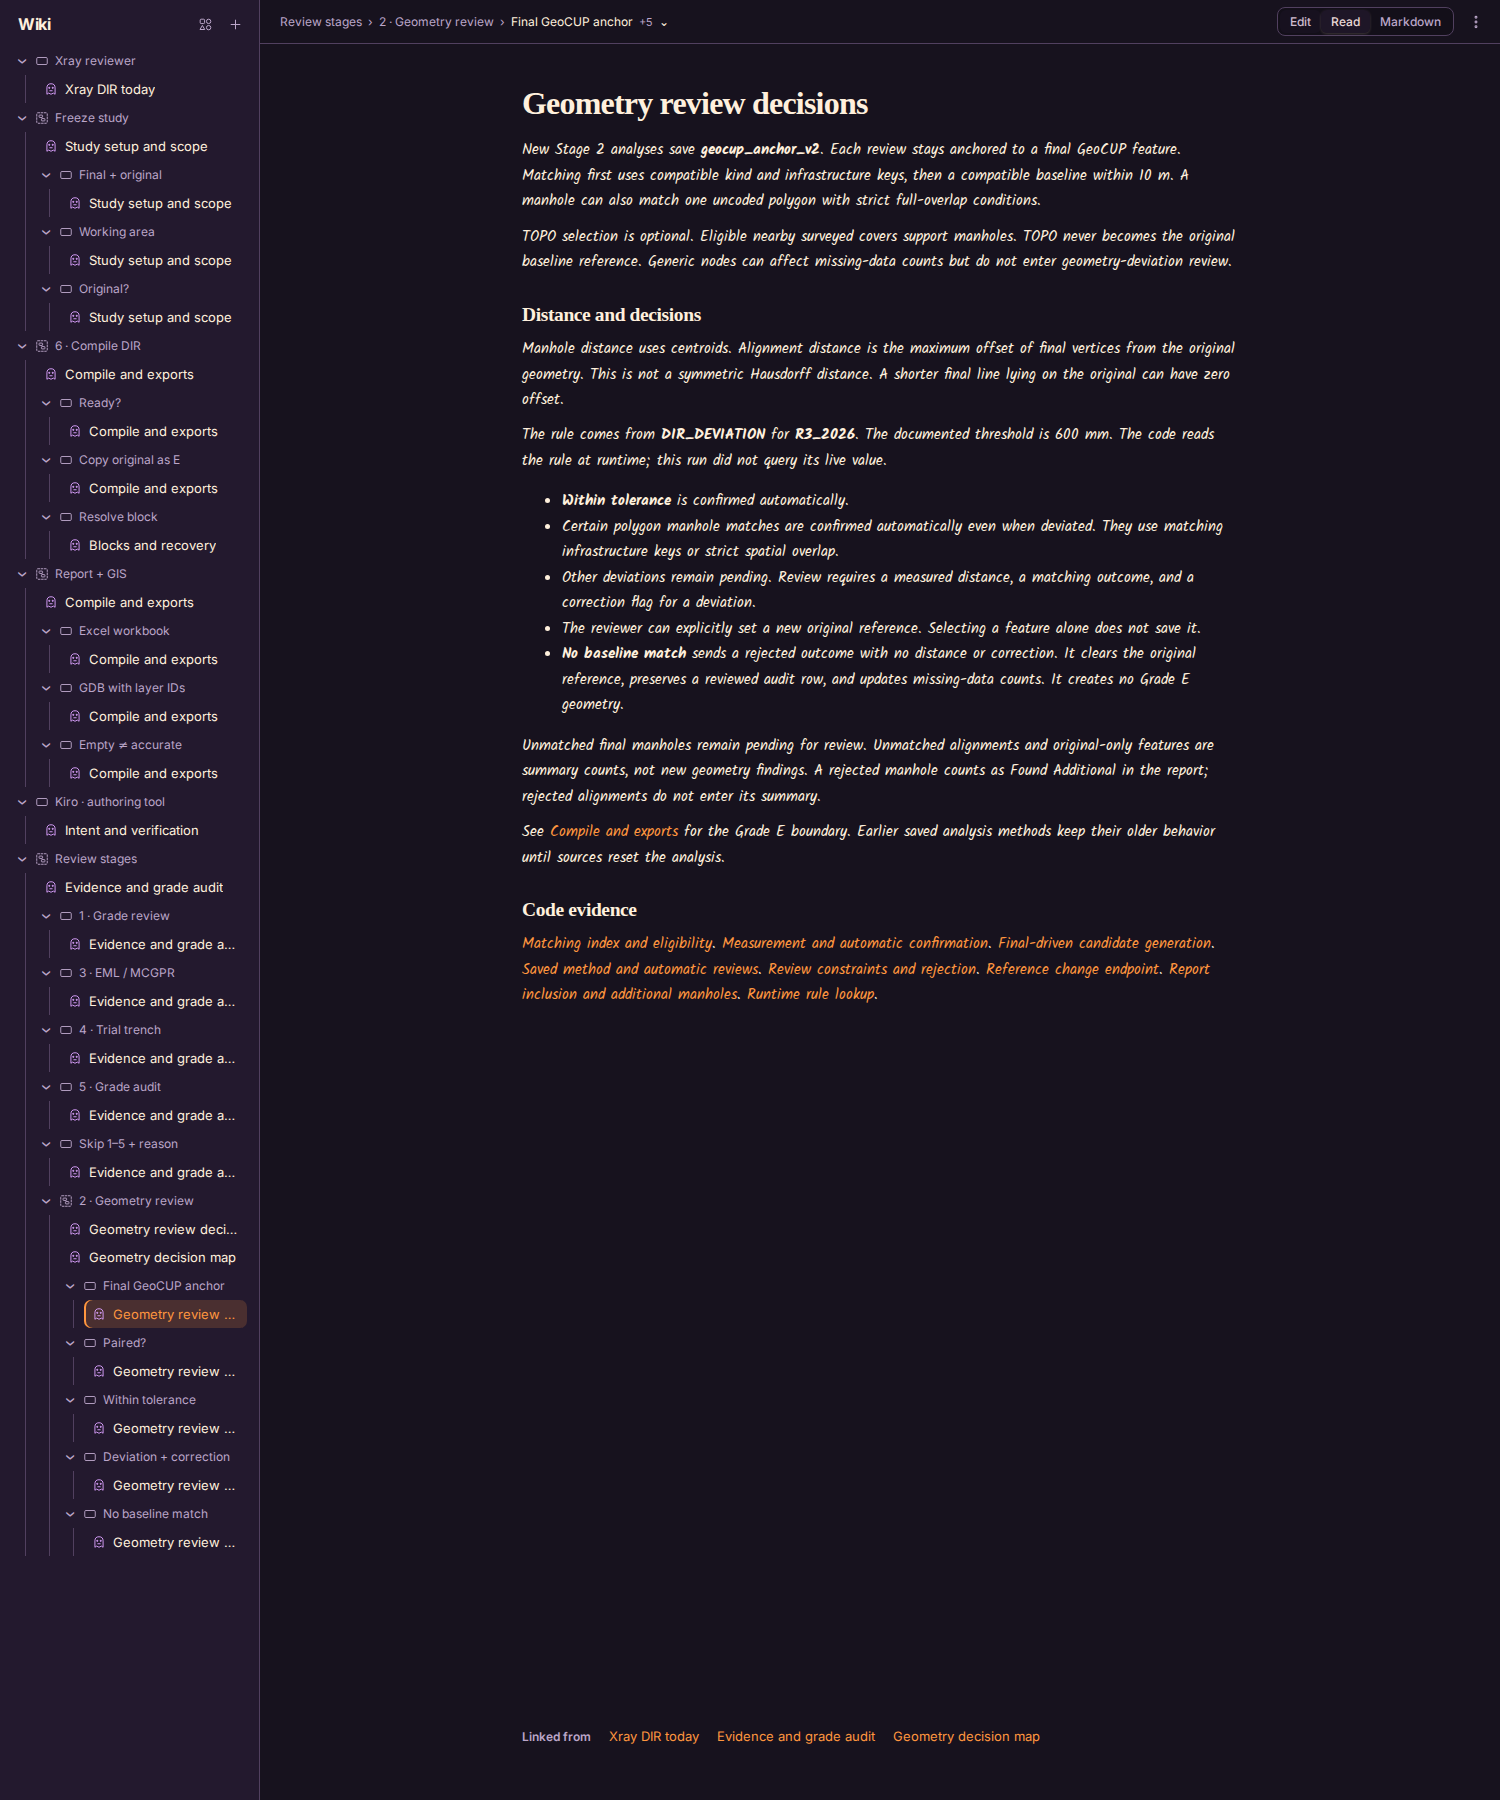 Wiki
Xray reviewer
Xray DIR today
Freeze study
Study setup and scope
Final + original
Study setup and scope
Working area
Study setup and scope
Original?
Study setup and scope
6 · Compile DIR
Compile and exports
Ready?
Compile and exports
Copy original as E
Compile and exports
Resolve block
Blocks and recovery
Report + GIS
Compile and exports
Excel workbook
Compile and exports
GDB with layer IDs
Compile and exports
Empty ≠ accurate
Compile and exports
Kiro · authoring tool
Intent and verification
Review stages
Evidence and grade audit
1 · Grade review
Evidence and grade a...
3 · EML / MCGPR
Evidence and grade a...
4 · Trial trench
Evidence and grade a...
5 · Grade audit
Evidence and grade a...
Skip 1–5 + reason
Evidence and grade a...
2 · Geometry review
Geometry review deci...
Geometry decision map
Final GeoCUP anchor
Geometry review ...
Paired?
Geometry review ...
Within tolerance
Geometry review ...
Deviation + correction
Geometry review ...
No baseline match
Geometry review ...
Review stages › 2 · Geometry review › Final GeoCUP anchor +5
Edit Read Markdown
Geometry review decisions
New Stage 2 analyses save geocup_anchor_v2. Each review stays anchored to a final GeoCUP feature.
Matching first uses compatible kind and infrastructure keys, then a compatible baseline within 10 m. A
manhole can also match one uncoded polygon with strict full-overlap conditions.
TOPO selection is optional. Eligible nearby surveyed covers support manholes. TOPO never becomes the original
baseline reference. Generic nodes can affect missing-data counts but do not enter geometry-deviation review.
Distance and decisions
Manhole distance uses centroids. Alignment distance is the maximum offset of final vertices from the original
geometry. This is not a symmetric Hausdorff distance. A shorter final line lying on the original can have zero
offset.
The rule comes from DIR_DEVIATION for R3_2026. The documented threshold is 600 mm. The code reads
the rule at runtime; this run did not query its live value.
• Within tolerance is confirmed automatically.
• Certain polygon manhole matches are confirmed automatically even when deviated. They use matching
infrastructure keys or strict spatial overlap.
• Other deviations remain pending. Review requires a measured distance, a matching outcome, and a
correction flag for a deviation.
• The reviewer can explicitly set a new original reference. Selecting a feature alone does not save it.
• No baseline match sends a rejected outcome with no distance or correction. It clears the original
reference, preserves a reviewed audit row, and updates missing-data counts. It creates no Grade E
geometry.
Unmatched final manholes remain pending for review. Unmatched alignments and original-only features are
summary counts, not new geometry findings. A rejected manhole counts as Found Additional in the report;
rejected alignments do not enter its summary.
See Compile and exports for the Grade E boundary. Earlier saved analysis methods keep their older behavior
until sources reset the analysis.
Code evidence
Matching index and eligibility. Measurement and automatic confirmation. Final-driven candidate generation.
Saved method and automatic reviews. Review constraints and rejection. Reference change endpoint. Report
inclusion and additional manholes. Runtime rule lookup.
Linked from Xray DIR today Evidence and grade audit Geometry decision map